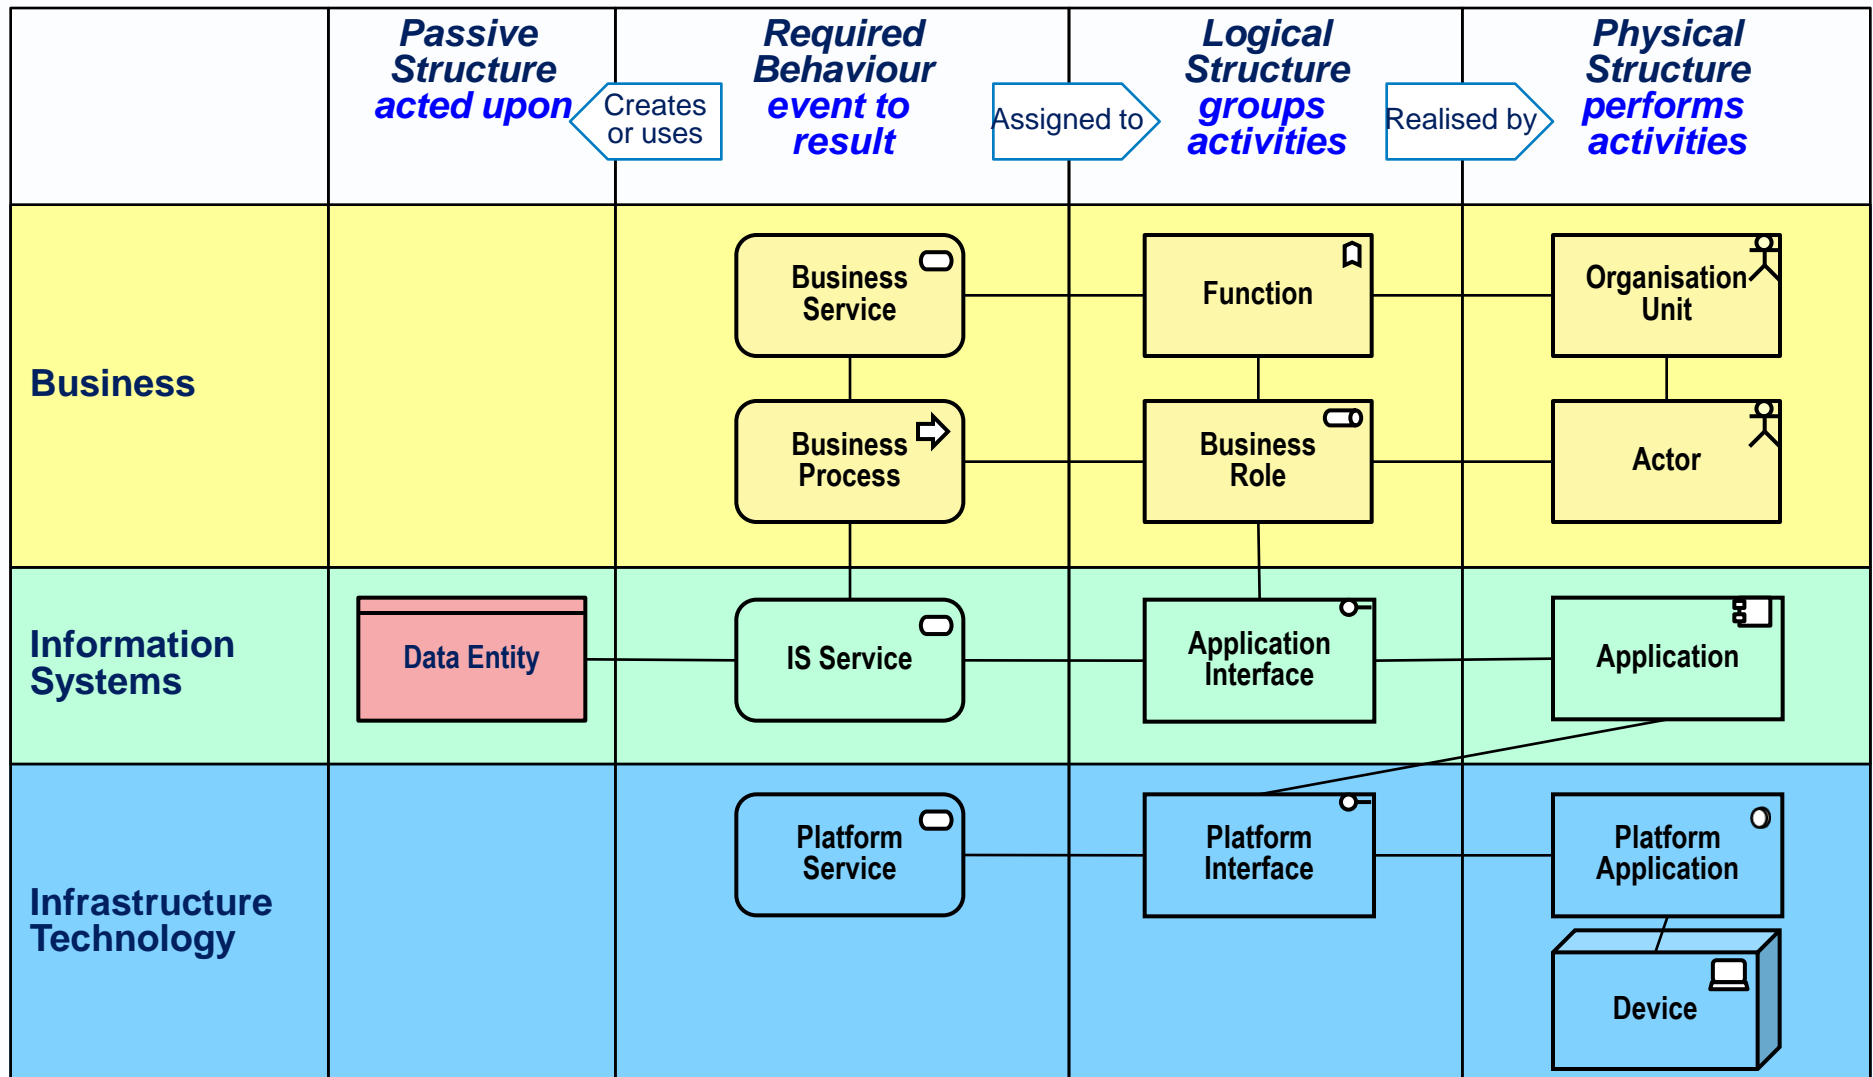 Passive
Structure
acted upon
Creates
or uses
Required
Behaviour
event to
result
Assigned to
Logical
Structure
groups
activities
Realised by
Physical
Structure
performs
activities
Business
Business
Service
Function
Organisation
Unit
Business
Process
Business
Role
Actor
Information
Systems
Data Entity
IS Service
Application
Interface
Application
Infrastructure
Technology
Platform
Service
Platform
Interface
Platform
Application
Device